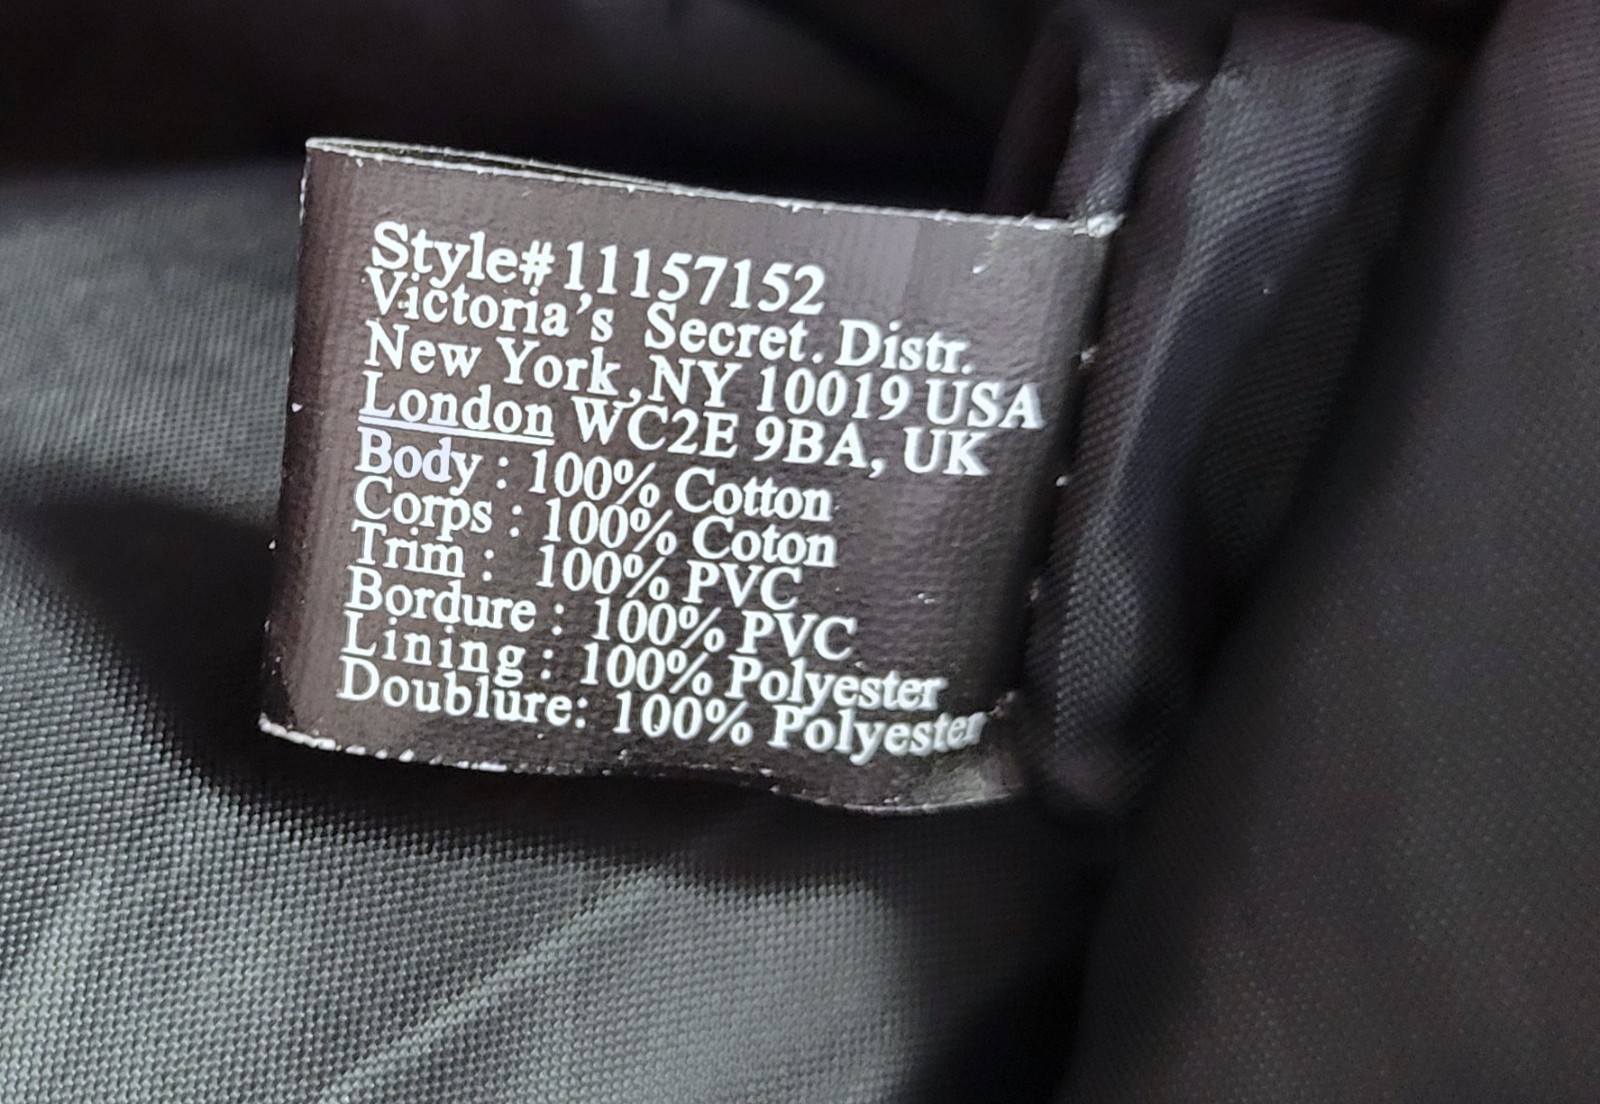 Style#11157152
Victoria's Secret. Distr.
New York,NY 10019 USA
London WC2E 9BA, UK
Body : 100% Cotton
Corps : 100% Coton
Trim : 100% PVC
Bordure : 100% PVC
Lining : 100% Polyester
Doublure: 100% Polyester